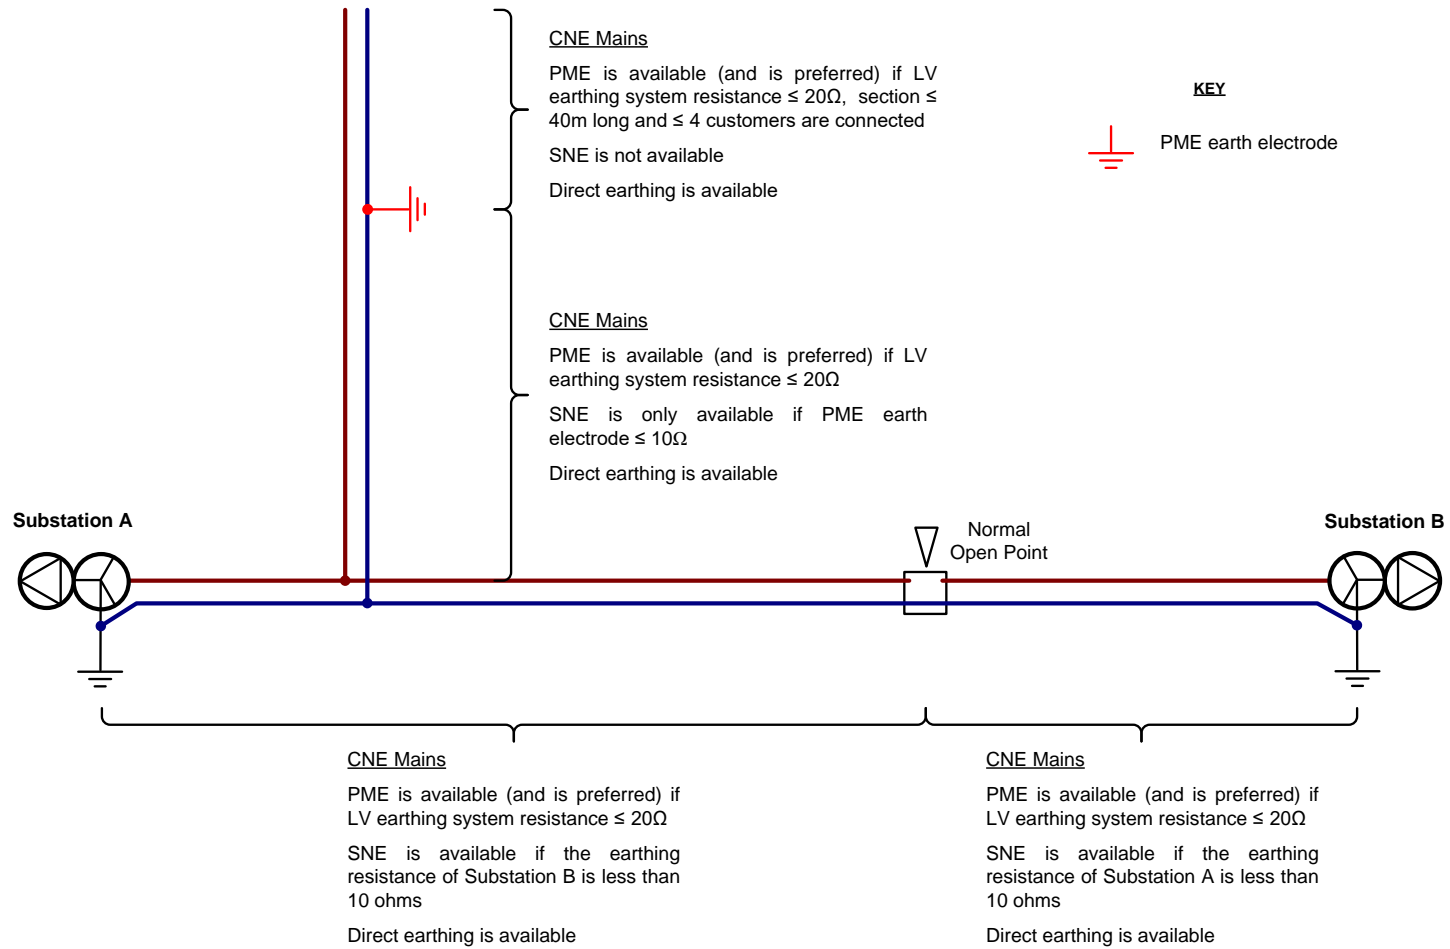 CNE Mains
PME is available (and is preferred) if LV
earthing system resistance ≤ 20Ω, section ≤
40m long and ≤ 4 customers are connected
SNE is not available
Direct earthing is available
KEY
PME earth electrode
CNE Mains
PME is available (and is preferred) if LV
earthing system resistance ≤ 20Ω
SNE is only available if PME earth
electrode ≤ 10Ω
Direct earthing is available
Substation A
Normal
Open Point
Substation B
CNE Mains
PME is available (and is preferred) if
LV earthing system resistance ≤ 20Ω
SNE is available if the earthing
resistance of Substation B is less than
10 ohms
Direct earthing is available
CNE Mains
PME is available (and is preferred) if
LV earthing system resistance ≤ 20Ω
SNE is available if the earthing
resistance of Substation A is less than
10 ohms
Direct earthing is available